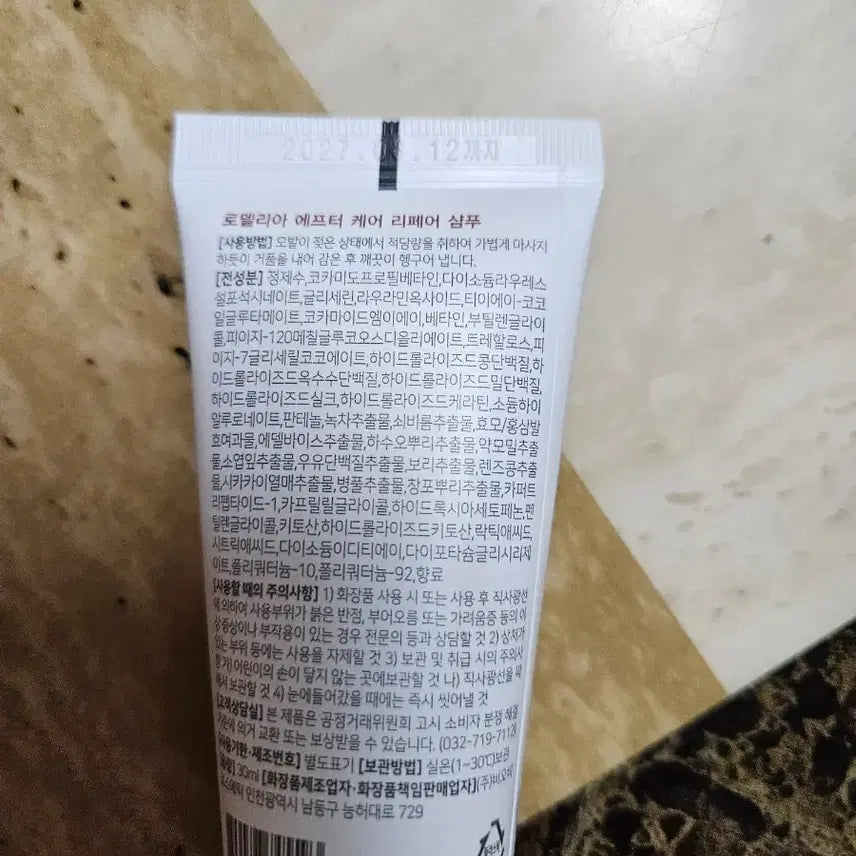 2027. .12까지
로델리아 에프터 케어 리페어 샴푸
[사용방법] 모발이 젖은 상태에서 적당량을 취하여 가볍게 마사지
하듯이 거품을 내어 감은 후 깨끗이 헹구어 냅니다.
[전성분] 정제수,코카미도프로필베타인,다이소듐라우레스
설포석시네이트,글리세린,라우라민옥사이드,티이에이-코코
일글루타메이트,코카마이드엠이에이,베타인,부틸렌글라이
콜,피이지-120메칠글루코오스디올리에이트,트레할로스,피
이지-7글리세릴코코에이트,하이드롤라이즈드콩단백질,하
이드롤라이즈드옥수수단백질,하이드롤라이즈드밀단백질,
하이드롤라이즈드실크,하이드롤라이즈드케라틴,소듐하이
알루로네이트,판테놀,녹차추출물,쇠비름추출물,효모/홍삼발
효여과물,에델바이스추출물,하수오뿌리추출물,약모밀추출
물,소엽잎추출물,우유단백질추출물,보리추출물,렌즈콩추출
물,시카카이열매추출물,병풀추출물,창포뿌리추출물,카퍼트
리펩타이드-1,카프릴릴글라이콜,하이드록시아세토페논,펜
틸렌글라이콜,키토산,하이드롤라이즈드키토산,락틱애씨드,
시트릭애씨드,다이소듐이디티에이,다이포타슘글리시리제
이트,폴리쿼터늄-10,폴리쿼터늄-92,향료
[사용할 때의 주의사항] 1) 화장품 사용 시 또는 사용 후 직사광선
에 의하여 사용부위가 붉은 반점, 부어오름 또는 가려움증 등의 이
상증상이나 부작용이 있는 경우 전문의 등과 상담할 것 2) 상처가
있는 부위 등에는 사용을 자제할 것 3) 보관 및 취급 시의 주의사
항 가) 어린이의 손이 닿지 않는 곳에보관할 것 나) 직사광선을 피
해서 보관할 것 4) 눈에들어갔을 때에는 즉시 씻어낼 것
[고객상담실] 본 제품은 공정거래위원회 고시 소비자 분쟁 해결
기준에 의거 교환 또는 보상받을 수 있습니다. (032-719-7112)
[사용기한·제조번호] 별도표기 [보관방법] 실온(1~30℃)보관
[용량] 30ml [화장품제조업자·화장품책임판매업자](주)
코스메틱 인천광역시 남동구 능허대로 729